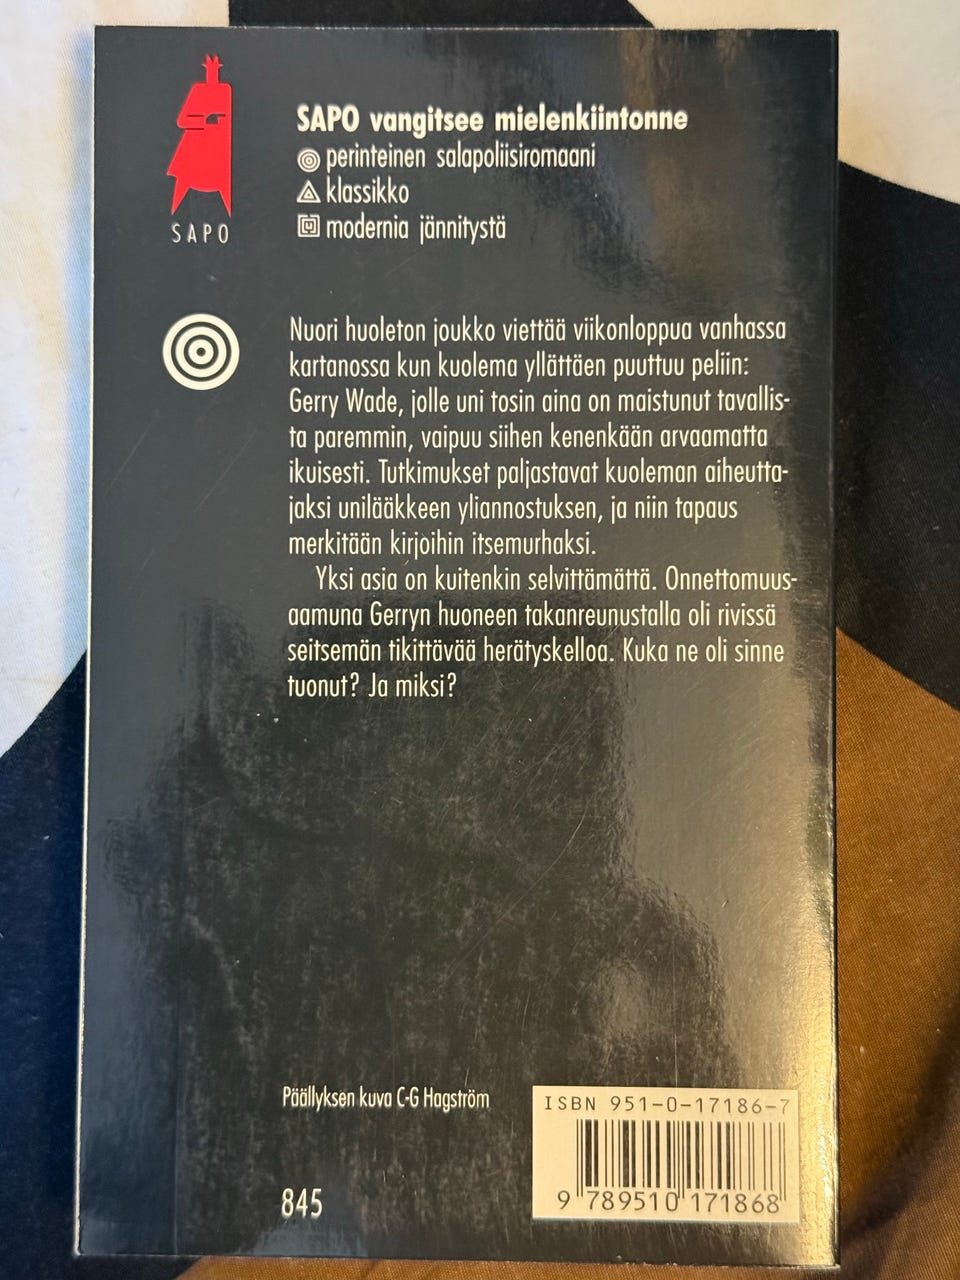 SAPO vangitsee mielenkiintonne
perinteinen salapoliisiromaani
klassikko
modernia jännitystä
SAPO
Nuori huoleton joukko viettää viikonloppua vanhassa
kartanossa kun kuolema yllättäen puuttuu peliin:
Gerry Wade, jolle uni tosin aina on maistunut tavallis-
ta paremmin, vaipuu siihen kenenkään arvaamatta
ikuisesti. Tutkimukset paljastavat kuoleman aiheutta-
jaksi unilääkkeen yliannostuksen, ja niin tapaus
merkitään kirjoihin itsemurhaksi.
Yksi asia on kuitenkin selvittämättä. Onnettomuus-
aamuna Gerryn huoneen takanreunustalla oli rivissä
seitsemän tikittävää herätyskelloa. Kuka ne oli sinne
tuonut? Ja miksi?
Päällyksen kuva C-G Hagström
ISBN 951-0-17186-7
9 789510 171868
845